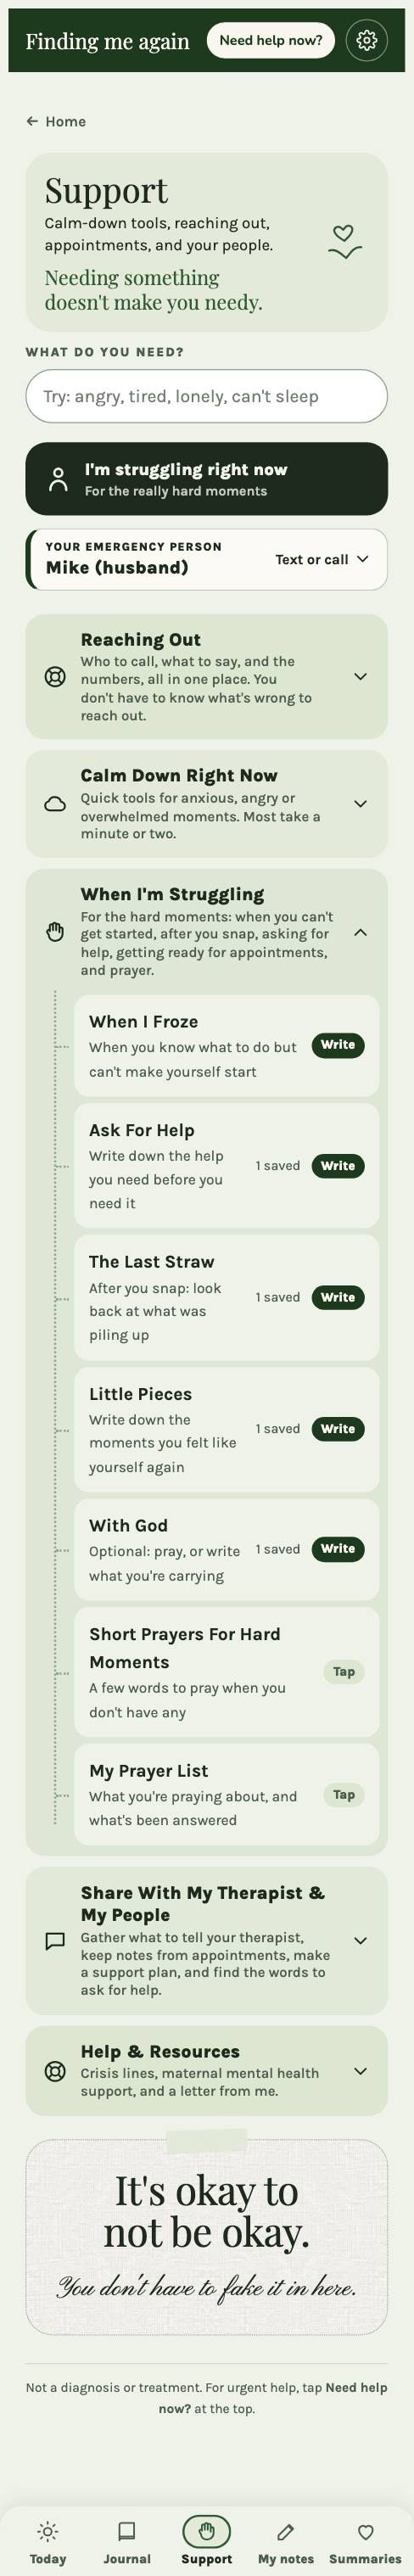 Finding me again
Need help now?
← Home
Support
Calm-down tools, reaching out,
appointments, and your people.
Needing something
doesn't make you needy.
WHAT DO YOU NEED?
Try: angry, tired, lonely, can't sleep
I'm struggling right now
For the really hard moments
YOUR EMERGENCY PERSON
Mike (husband)
Text or call
Reaching Out
Who to call, what to say, and the
numbers, all in one place. You
don't have to know what's wrong to
reach out.
Calm Down Right Now
Quick tools for anxious, angry or
overwhelmed moments. Most take a
minute or two.
When I'm Struggling
For the hard moments: when you can't
get started, after you snap, asking for
help, getting ready for appointments,
and prayer.
When I Froze
When you know what to do but
can't make yourself start
Write
Ask For Help
Write down the help
you need before you
need it
1 saved
Write
The Last Straw
After you snap: look
back at what was
piling up
1 saved
Write
Little Pieces
Write down the
moments you felt like
yourself again
1 saved
Write
With God
Optional: pray, or write
what you're carrying
1 saved
Write
Short Prayers For Hard
Moments
A few words to pray when you
don't have any
Tap
My Prayer List
What you're praying about, and
what's been answered
Tap
Share With My Therapist &
My People
Gather what to tell your therapist,
keep notes from appointments, make
a support plan, and find the words to
ask for help.
Help & Resources
Crisis lines, maternal mental health
support, and a letter from me.
It's okay to
not be okay.
You don't have to fake it in here.
Not a diagnosis or treatment. For urgent help, tap Need help
now? at the top.
Today
Journal
Support
My notes
Summaries